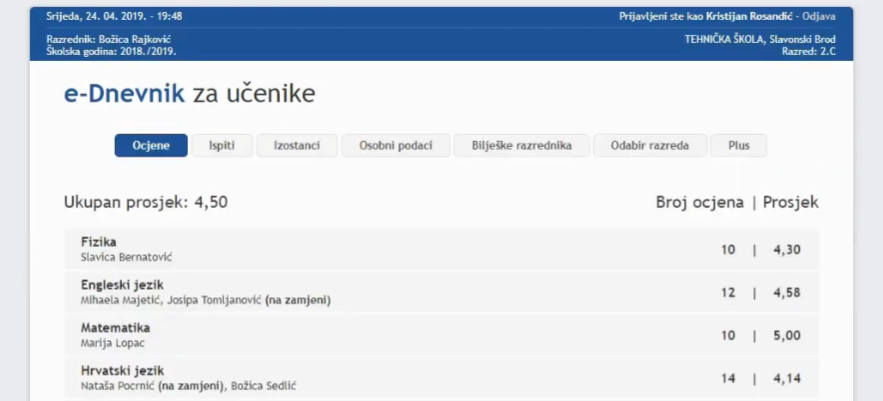 Srijeda, 24. 04. 2019. - 19:48
Prijavljeni ste kao Kristijan Rosandić - Odjava
Razrednik: Božica Rajković
TEHNIČKA ŠKOLA, Slavonski Brod
Školska godina: 2018./2019.
Razred: 2.C
e-Dnevnik za učenike
Ocjene Ispiti Izostanci Osobni podaci Bilješke razrednika Odabir razreda Plus
Ukupan prosjek: 4,50 Broj ocjena | Prosjek
Fizika
Slavica Bernatović
10 | 4,30
Engleski jezik
Mihaela Majetić, Josipa Tomljanović (na zamjeni)
12 | 4,58
Matematika
Marija Lopac
10 | 5,00
Hrvatski jezik
Nataša Pocrnić (na zamjeni), Božica Sedlić
14 | 4,14